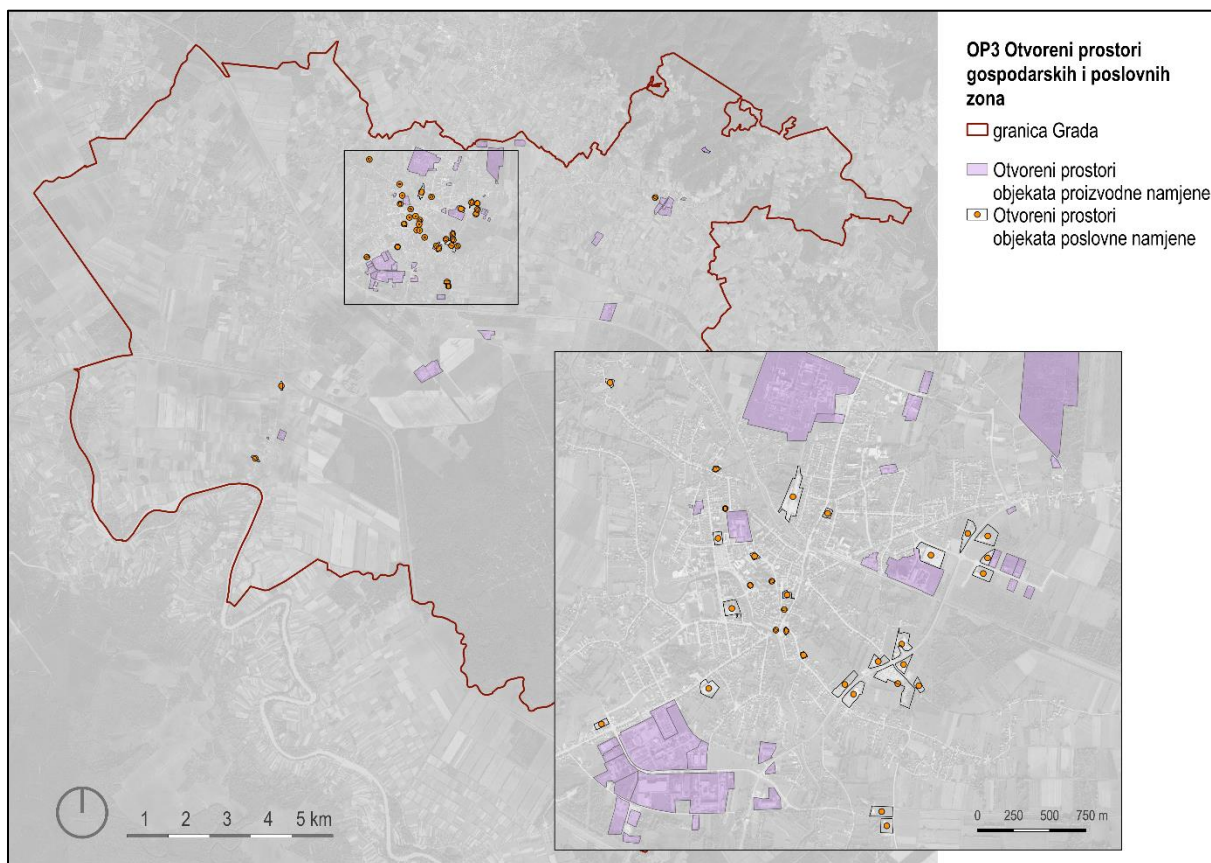 OP3 Otvoreni prostori
gospodarskih i poslovnih
zona
granica Grada
Otvoreni prostori
objekata proizvodne namjene
Otvoreni prostori
objekata poslovne namjene
1 2 3 4 5 km
0 250 500 750 m